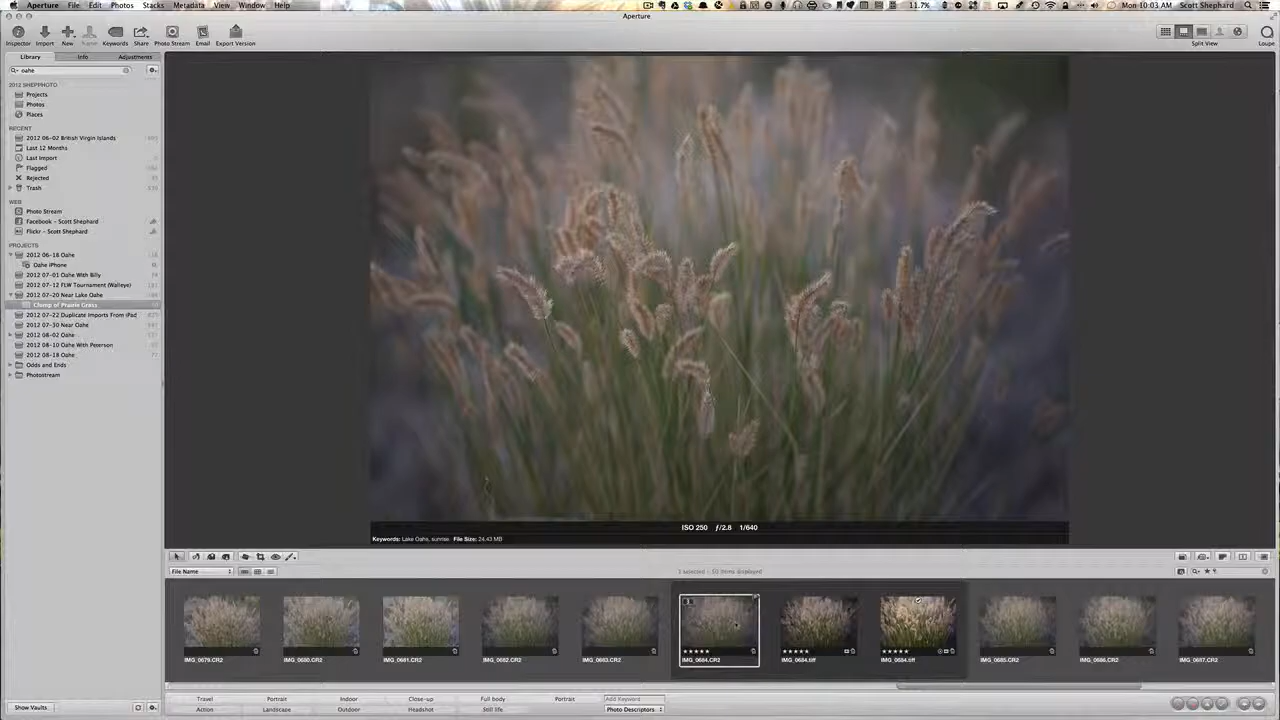 Aperture File Edit Photos Stacks Metadata View Window Help 11.7% Mon 10:03 AM Scott Shephard
Aperture
Inspector Import New Keywords Share Photo Stream Email Export Version Split View Loupe
Library Info Adjustments
oahe
2012 SHEPPHOTO
Projects
Photos
Places
RECENT
2012 06-02 British Virgin Islands
Last 12 Months
Last Import
Flagged
Rejected
Trash
WEB
Photo Stream
Facebook - Scott Shephard
Flickr - Scott Shephard
PROJECTS
2012 06-18 Oahe
Oahe iPhone
2012 07-01 Oahe With Billy
2012 07-12 FLW Tournament (Walleye)
2012 07-20 Near Lake Oahe
Clump of Prairie Grass
2012 07-22 Duplicate Imports From iPad
2012 07-30 Near Oahe
2012 08-02 Oahe
2012 08-10 Oahe With Peterson
2012 08-18 Oahe
Odds and Ends
Photostream
ISO 250 ƒ/2.8 1/640
Keywords: Lake Oahe, sunrise. File Size: 24.43 MB
File Name 1 selected - 50 items displayed
IMG_0679.CR2 IMG_0680.CR2 IMG_0681.CR2 IMG_0682.CR2 IMG_0683.CR2 IMG_0684.CR2 IMG_0684.tiff IMG_0684.tiff IMG_0685.CR2 IMG_0686.CR2 IMG_0687.CR2
Travel Portrait Indoor Close-up Full body Portrait Add Keyword
Show Vaults Action Landscape Outdoor Headshot Still life Photo Descriptors